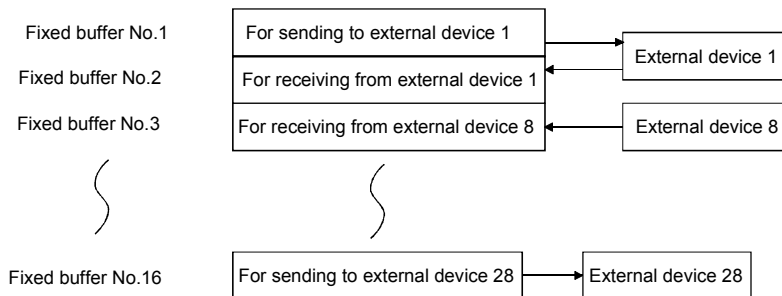 Fixed buffer No.1
For sending to external device 1
External device 1
Fixed buffer No.2
For receiving from external device 1
Fixed buffer No.3
For receiving from external device 8
External device 8
Fixed buffer No.16
For sending to external device 28
External device 28